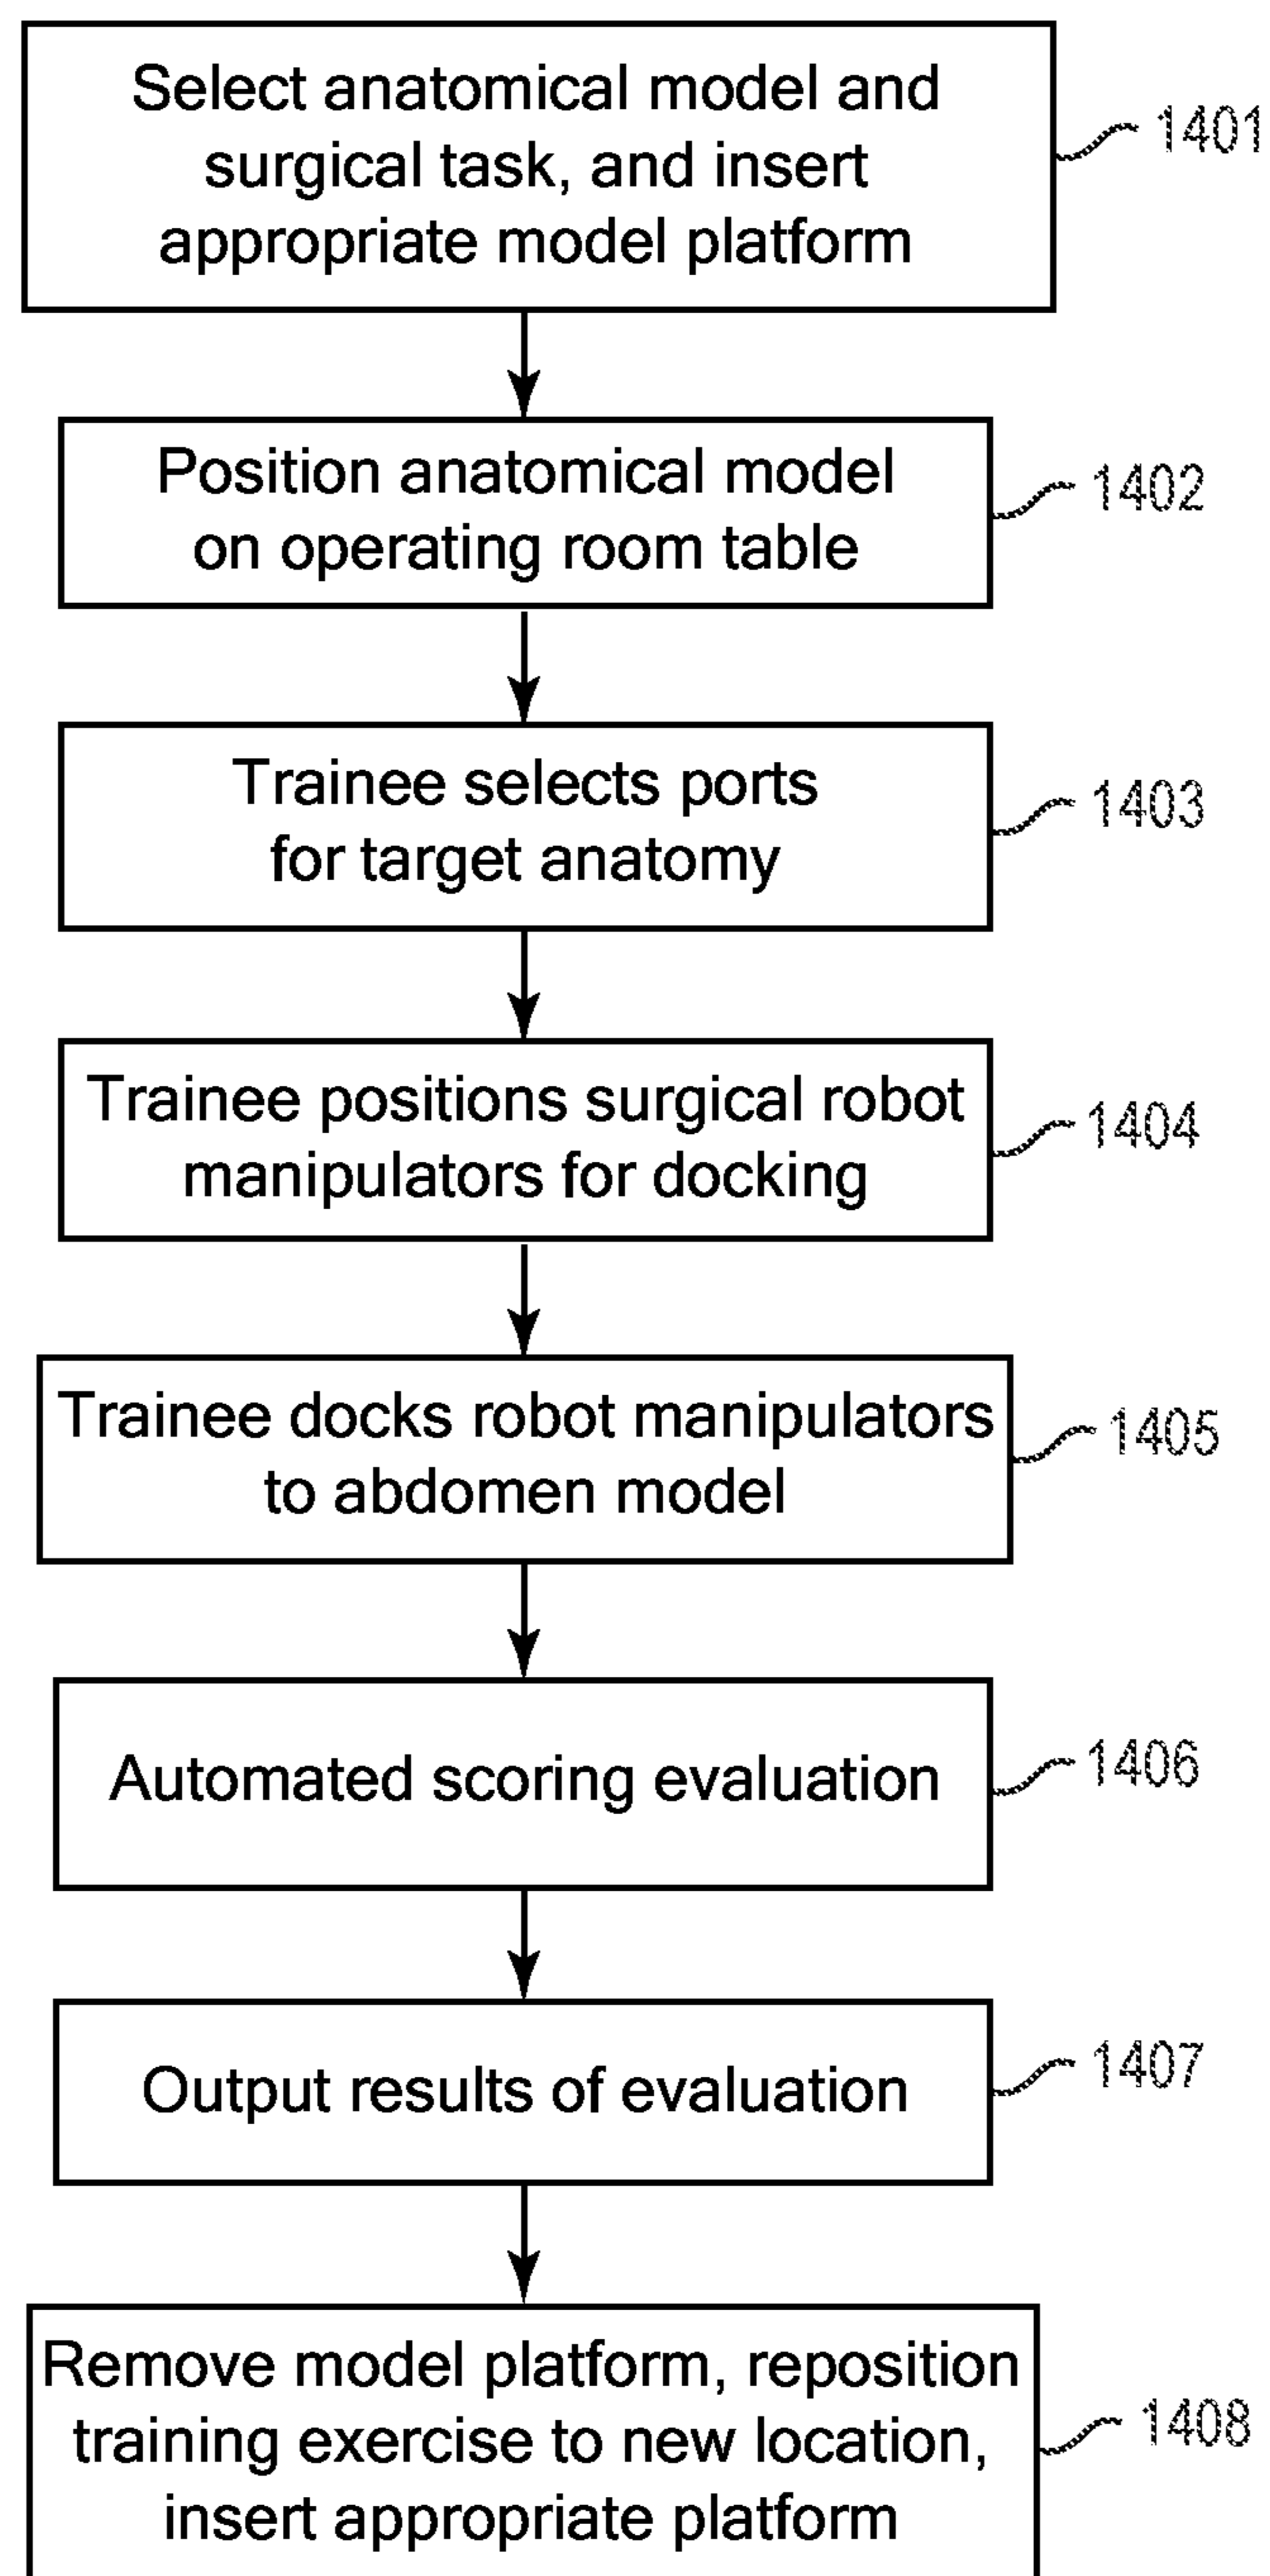 Select anatomical model and
surgical task, and insert
appropriate model platform
1401
Position anatomical model
on operating room table
1402
Trainee selects ports
for target anatomy
1403
Trainee positions surgical robot
manipulators for docking
1404
Trainee docks robot manipulators
to abdomen model
1405
Automated scoring evaluation
1406
Output results of evaluation
1407
Remove model platform, reposition
training exercise to new location,
insert appropriate platform
1408